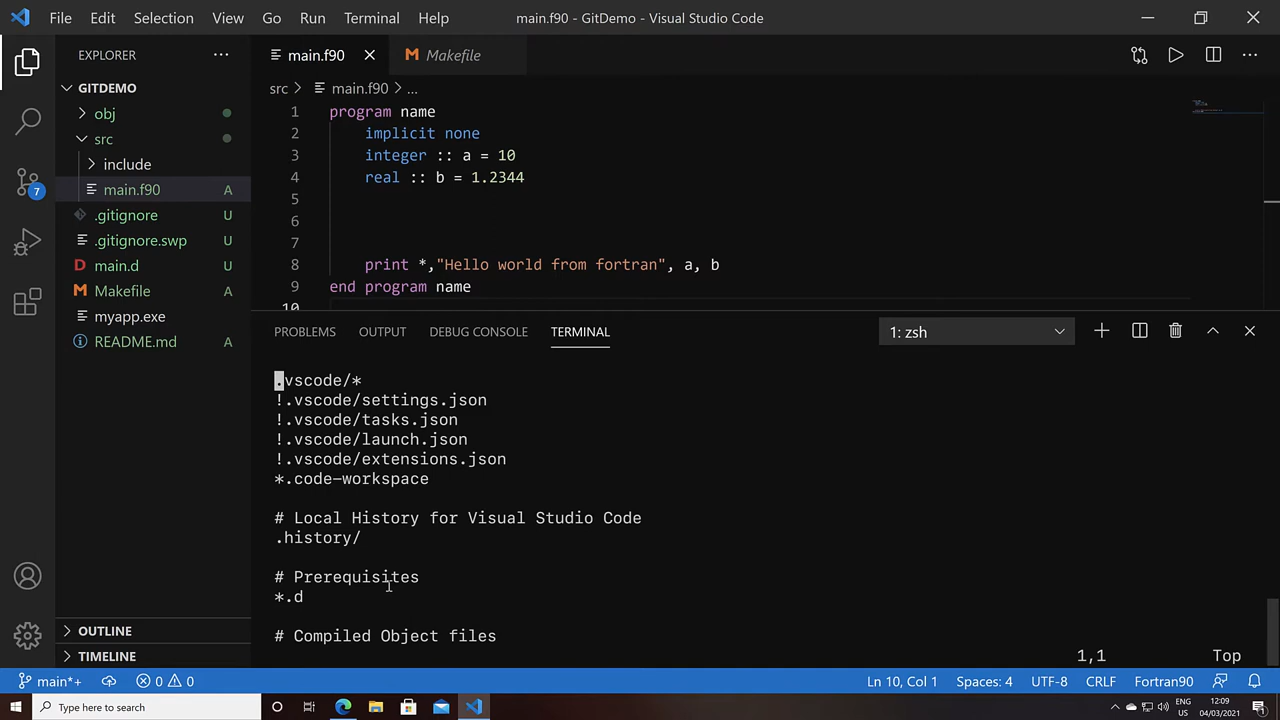 File Edit Selection View Go Run Terminal Help main.f90 - GitDemo - Visual Studio Code
EXPLORER
main.f90
Makefile
GITDEMO
obj
src
include
main.f90 A
.gitignore U
.gitignore.swp U
main.d U
Makefile A
myapp.exe
README.md A
OUTLINE
TIMELINE
7
src > main.f90 > ...
1 program name
2 implicit none
3 integer :: a = 10
4 real :: b = 1.2344
5
6
7
8 print *,"Hello world from fortran", a, b
9 end program name
10
PROBLEMS OUTPUT DEBUG CONSOLE TERMINAL 1: zsh
.vscode/*
!.vscode/settings.json
!.vscode/tasks.json
!.vscode/launch.json
!.vscode/extensions.json
*.code-workspace
# Local History for Visual Studio Code
.history/
# Prerequisites
*.d
# Compiled Object files
1,1 Top
main*+ 0 0 Ln 10, Col 1 Spaces: 4 UTF-8 CRLF Fortran90
Type here to search
ENG
US
12:09
04/03/2021
1